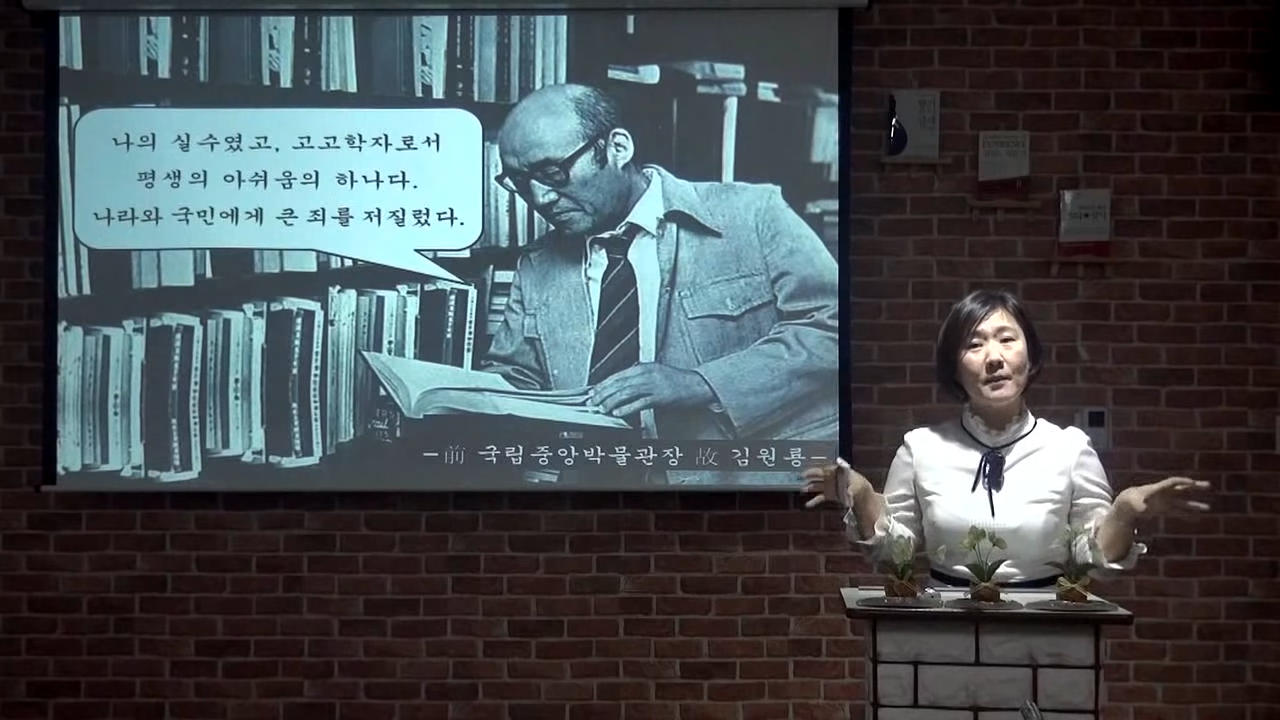 나의 실수였고, 고고학자로서
평생의 아쉬움의 하나다.
나라와 국민에게 큰 죄를 저질렀다.
-前 국립중앙박물관장 故 김원룡-